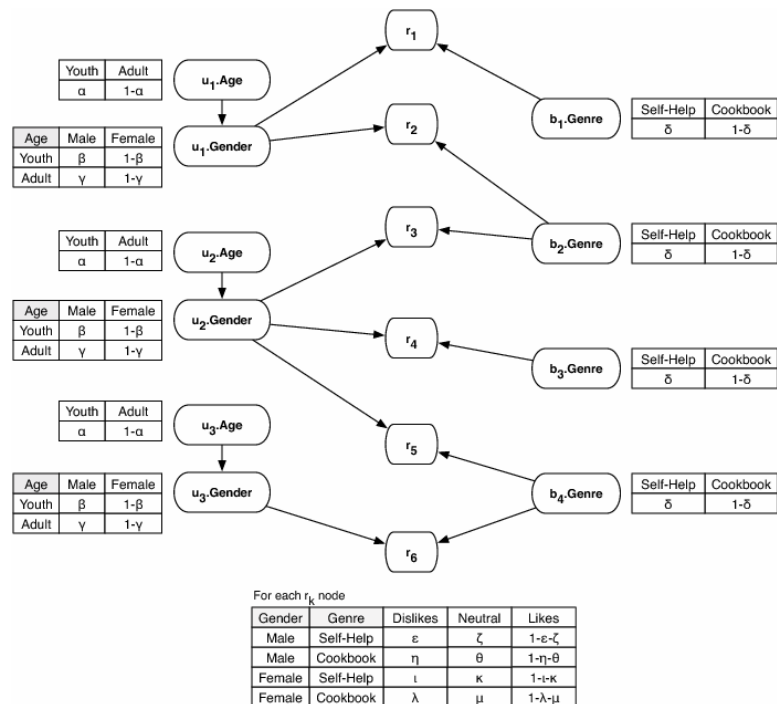 r1
Youth Adult
α 1-α
u1.Age
b1.Genre
Self-Help Cookbook
δ 1-δ
Age Male Female
Youth β 1-β
Adult γ 1-γ
u1.Gender
r2
Youth Adult
α 1-α
u2.Age
r3
b2.Genre
Self-Help Cookbook
δ 1-δ
Age Male Female
Youth β 1-β
Adult γ 1-γ
u2.Gender
r4
b3.Genre
Self-Help Cookbook
δ 1-δ
Youth Adult
α 1-α
u3.Age
r5
Age Male Female
Youth β 1-β
Adult γ 1-γ
u3.Gender
b4.Genre
Self-Help Cookbook
δ 1-δ
r6
For each rk node
Gender Genre Dislikes Neutral Likes
Male Self-Help ε ζ 1-ε-ζ
Male Cookbook η θ 1-η-θ
Female Self-Help ι κ 1-ι-κ
Female Cookbook λ μ 1-λ-μ